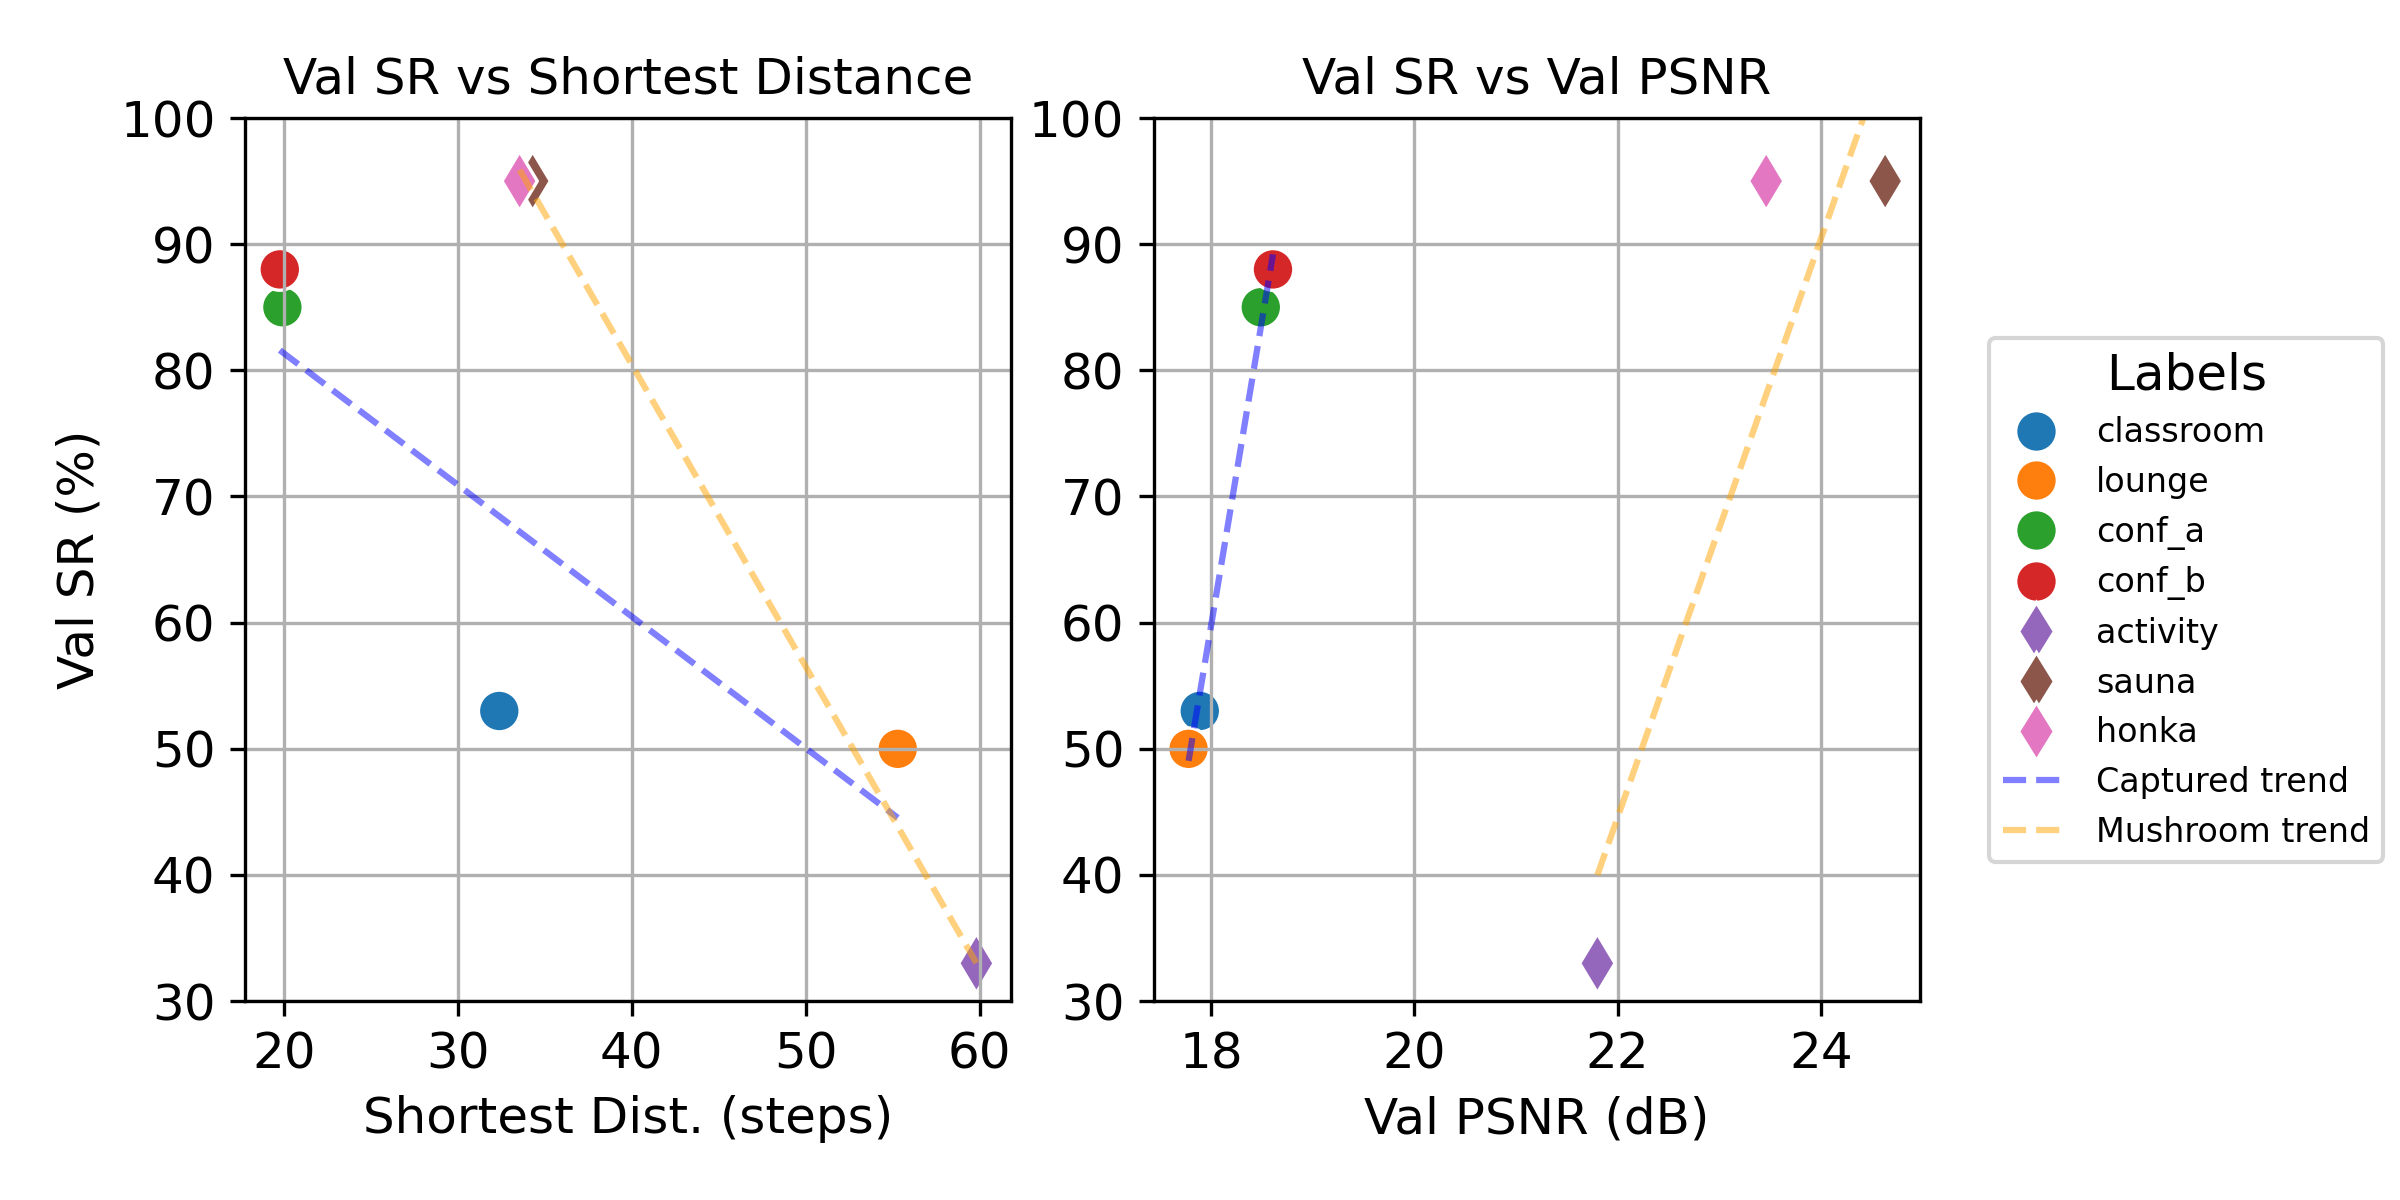 Val SR vs Shortest Distance
100
90
80
70
60
50
40
30
Val SR (%)
20 30 40 50 60
Shortest Dist. (steps)
Val SR vs Val PSNR
100
90
80
70
60
50
40
30
18 20 22 24
Val PSNR (dB)
Labels
classroom
lounge
conf_a
conf_b
activity
sauna
honka
Captured trend
Mushroom trend